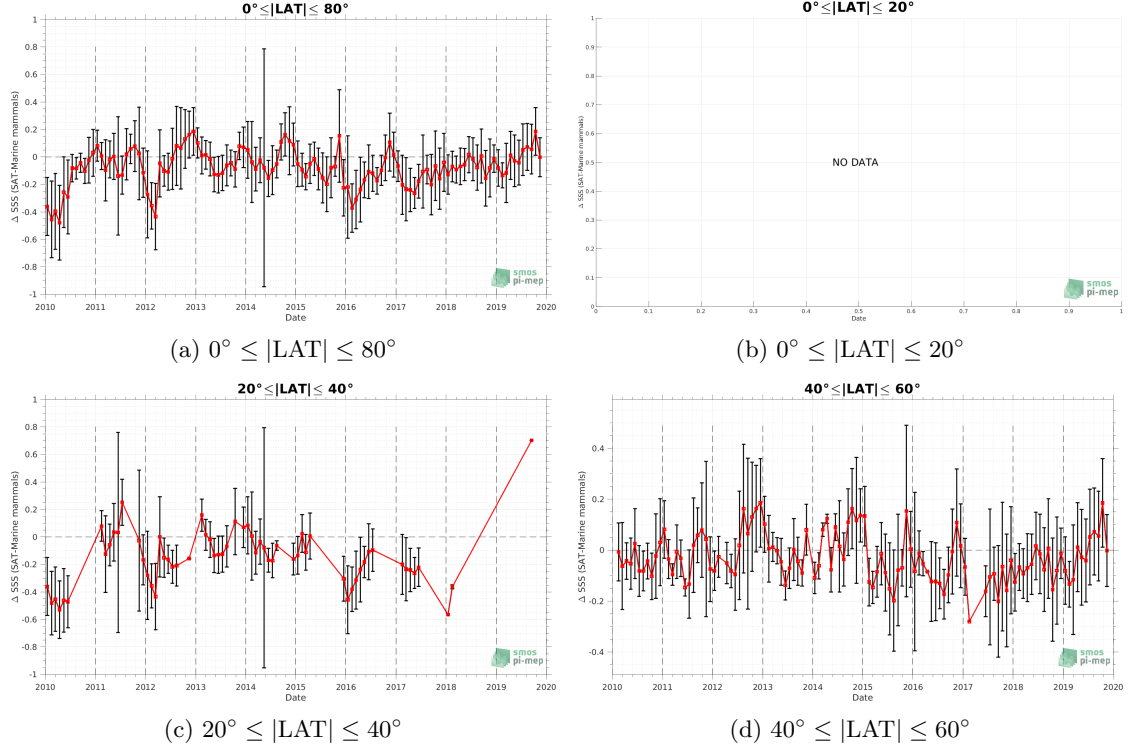 0°≤|LAT|≤ 80°
Δ SSS (SAT-Marine mammals)
1
0.8
0.6
0.4
0.2
0
-0.2
-0.4
-0.6
-0.8
-1
2010 2011 2012 2013 2014 2015 2016 2017 2018 2019 2020
Date
smos
pi-mep
(a) 0° ≤ |LAT| ≤ 80°
0°≤|LAT|≤ 20°
Δ SSS (SAT-Marine mammals)
1
0.9
0.8
0.7
0.6
0.5
0.4
0.3
0.2
0.1
0
NO DATA
0 0.1 0.2 0.3 0.4 0.5 0.6 0.7 0.8 0.9 1
Date
smos
pi-mep
(b) 0° ≤ |LAT| ≤ 20°
20°≤|LAT|≤ 40°
Δ SSS (SAT-Marine mammals)
1
0.8
0.6
0.4
0.2
0
-0.2
-0.4
-0.6
-0.8
-1
2010 2011 2012 2013 2014 2015 2016 2017 2018 2019 2020
Date
smos
pi-mep
(c) 20° ≤ |LAT| ≤ 40°
40°≤|LAT|≤ 60°
Δ SSS (SAT-Marine mammals)
0.4
0.2
0
-0.2
-0.4
2010 2011 2012 2013 2014 2015 2016 2017 2018 2019 2020
Date
smos
pi-mep
(d) 40° ≤ |LAT| ≤ 60°